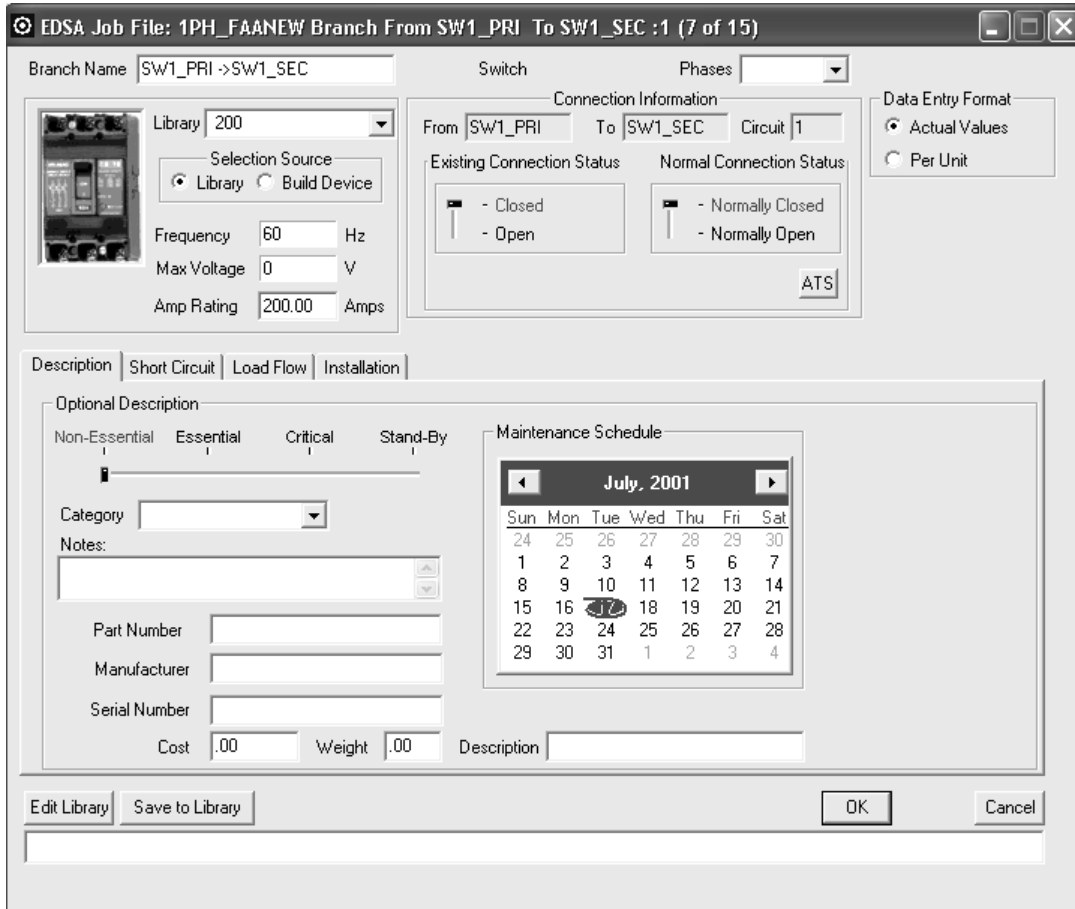 EDSA Job File: 1PH_FAANEW Branch From SW1_PRI To SW1_SEC :1 (7 of 15)
Branch Name SW1_PRI ->SW1_SEC Switch Phases
Connection Information
Data Entry Format
Library 200
From SW1_PRI To SW1_SEC Circuit 1
Actual Values
Per Unit
Selection Source
Library Build Device
Existing Connection Status Normal Connection Status
- Closed - Normally Closed
- Open - Normally Open
Frequency 60 Hz
Max Voltage 0 V
Amp Rating 200.00 Amps
ATS
Description Short Circuit Load Flow Installation
Optional Description
Non-Essential Essential Critical Stand-By
Category
Notes:
Part Number
Manufacturer
Serial Number
Cost .00 Weight .00 Description
Maintenance Schedule
July, 2001
Sun Mon Tue Wed Thu Fri Sat
24 25 26 27 28 29 30
1 2 3 4 5 6 7
8 9 10 11 12 13 14
15 16 17 18 19 20 21
22 23 24 25 26 27 28
29 30 31 1 2 3 4
Edit Library Save to Library OK Cancel